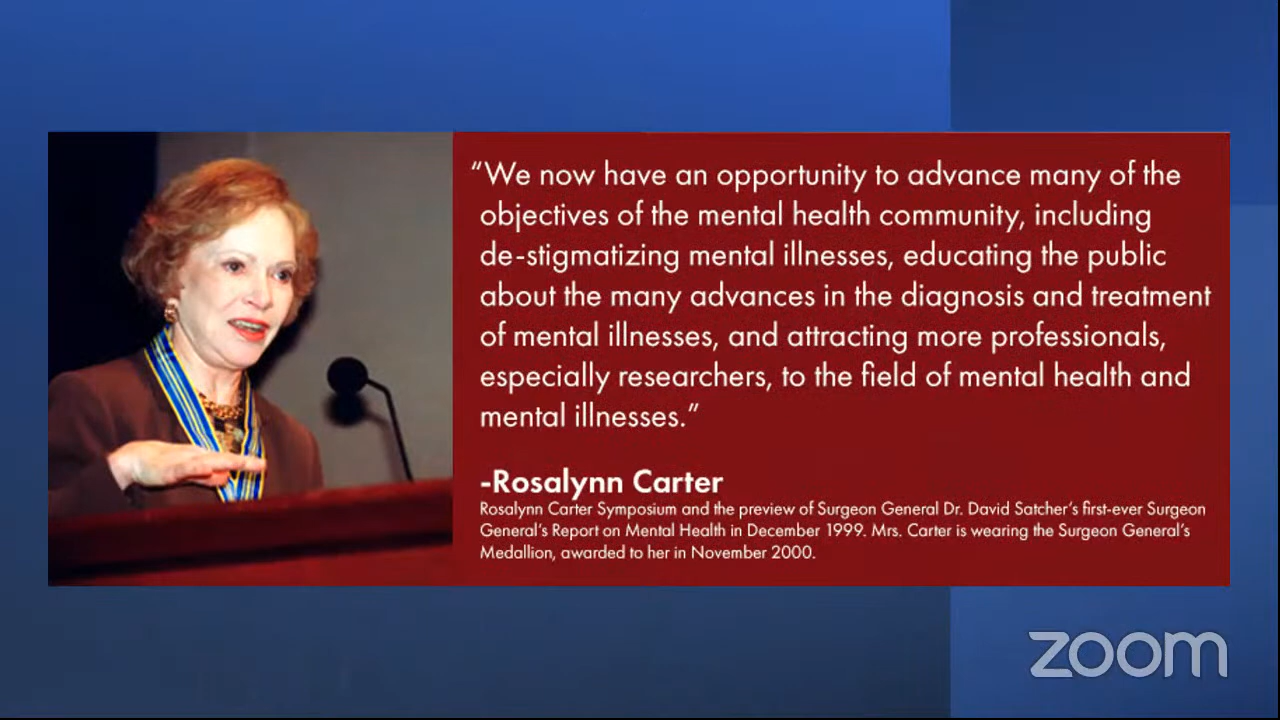 “We now have an opportunity to advance many of the
objectives of the mental health community, including
de-stigmatizing mental illnesses, educating the public
about the many advances in the diagnosis and treatment
of mental illnesses, and attracting more professionals,
especially researchers, to the field of mental health and
mental illnesses.”
-Rosalynn Carter
Rosalynn Carter Symposium and the preview of Surgeon General Dr. David Satcher’s first-ever Surgeon
General’s Report on Mental Health in December 1999. Mrs. Carter is wearing the Surgeon General’s
Medallion, awarded to her in November 2000.
zoom